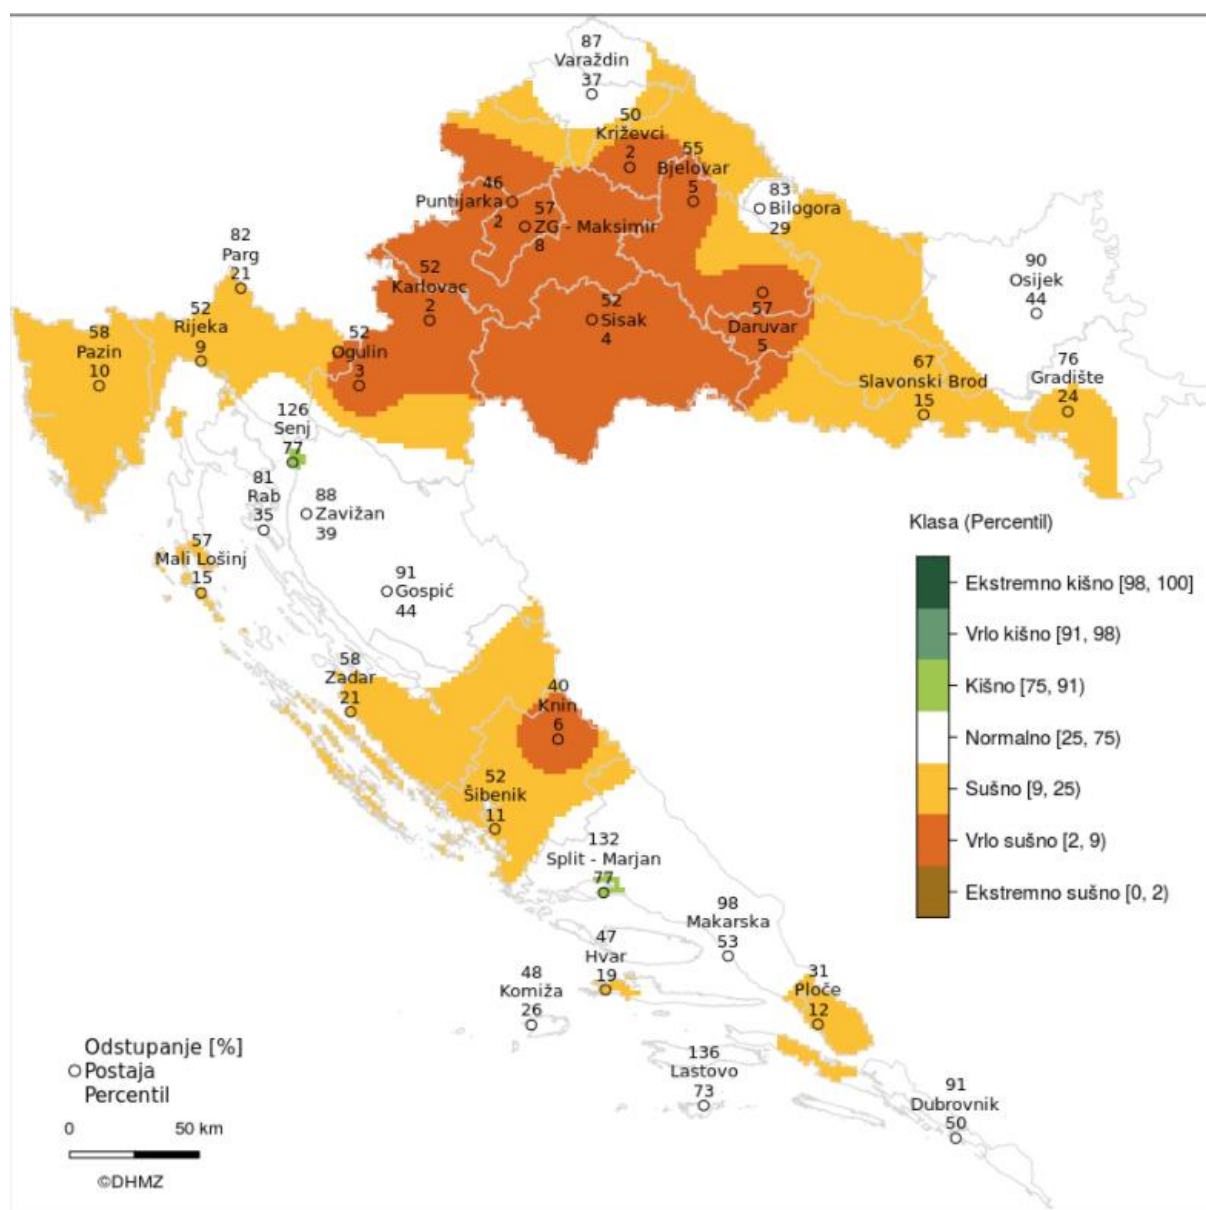 87
Varaždin
37
50
Križevci
2
55
Bjelovar
5
46
Puntijarka
2
57
ZG - Maksimir
8
83
Bilogora
29
82
Parg
21
90
Osijek
44
52
Karlovac
2
52
Sisak
4
57
Daruvar
5
52
Rijeka
9
58
Pazin
10
52
Ogulin
3
67
Slavonski Brod
15
76
Gradište
24
126
Senj
77
81
Rab
35
88
Zavižan
39
57
Mali Lošinj
15
91
Gospić
44
58
Zadar
21
40
Knin
6
52
Šibenik
11
132
Split - Marjan
77
98
Makarska
53
47
Hvar
19
48
Komiža
26
31
Ploče
12
136
Lastovo
73
91
Dubrovnik
50
Klasa (Percentil)
Ekstremno kišno [98, 100]
Vrlo kišno [91, 98)
Kišno [75, 91)
Normalno [25, 75)
Sušno [9, 25)
Vrlo sušno [2, 9)
Ekstremno sušno [0, 2)
Odstupanje [%]
Postaja
Percentil
0 50 km
©DHMZ